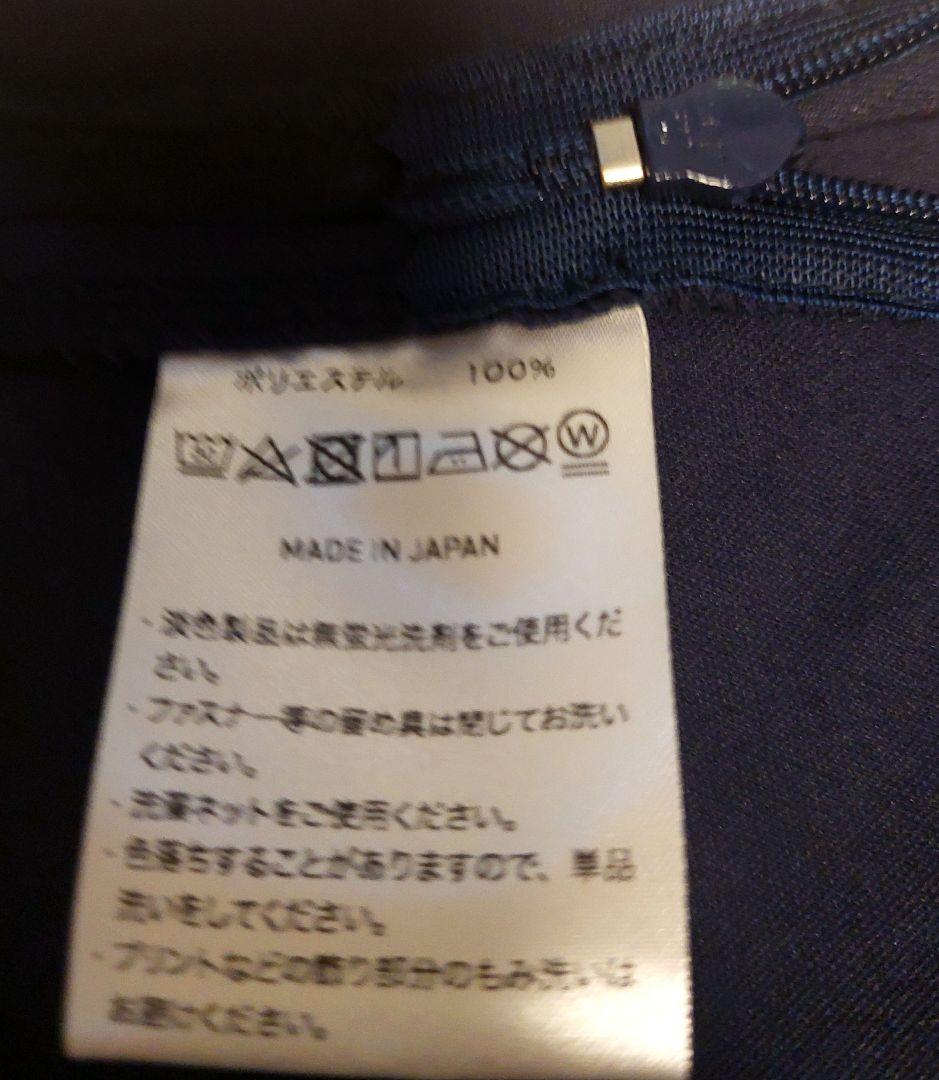 ポリエステル 100%
30
W
MADE IN JAPAN
・淡色製品は無蛍光洗剤をご使用くだ
さい。
・ファスナー等の留め具は閉じてお洗い
ください。
・洗濯ネットをご使用ください。
・色落ちすることがありますので、単品
洗いをしてください。
・プリントなどの飾り部分のもみ洗いは
お避けください。